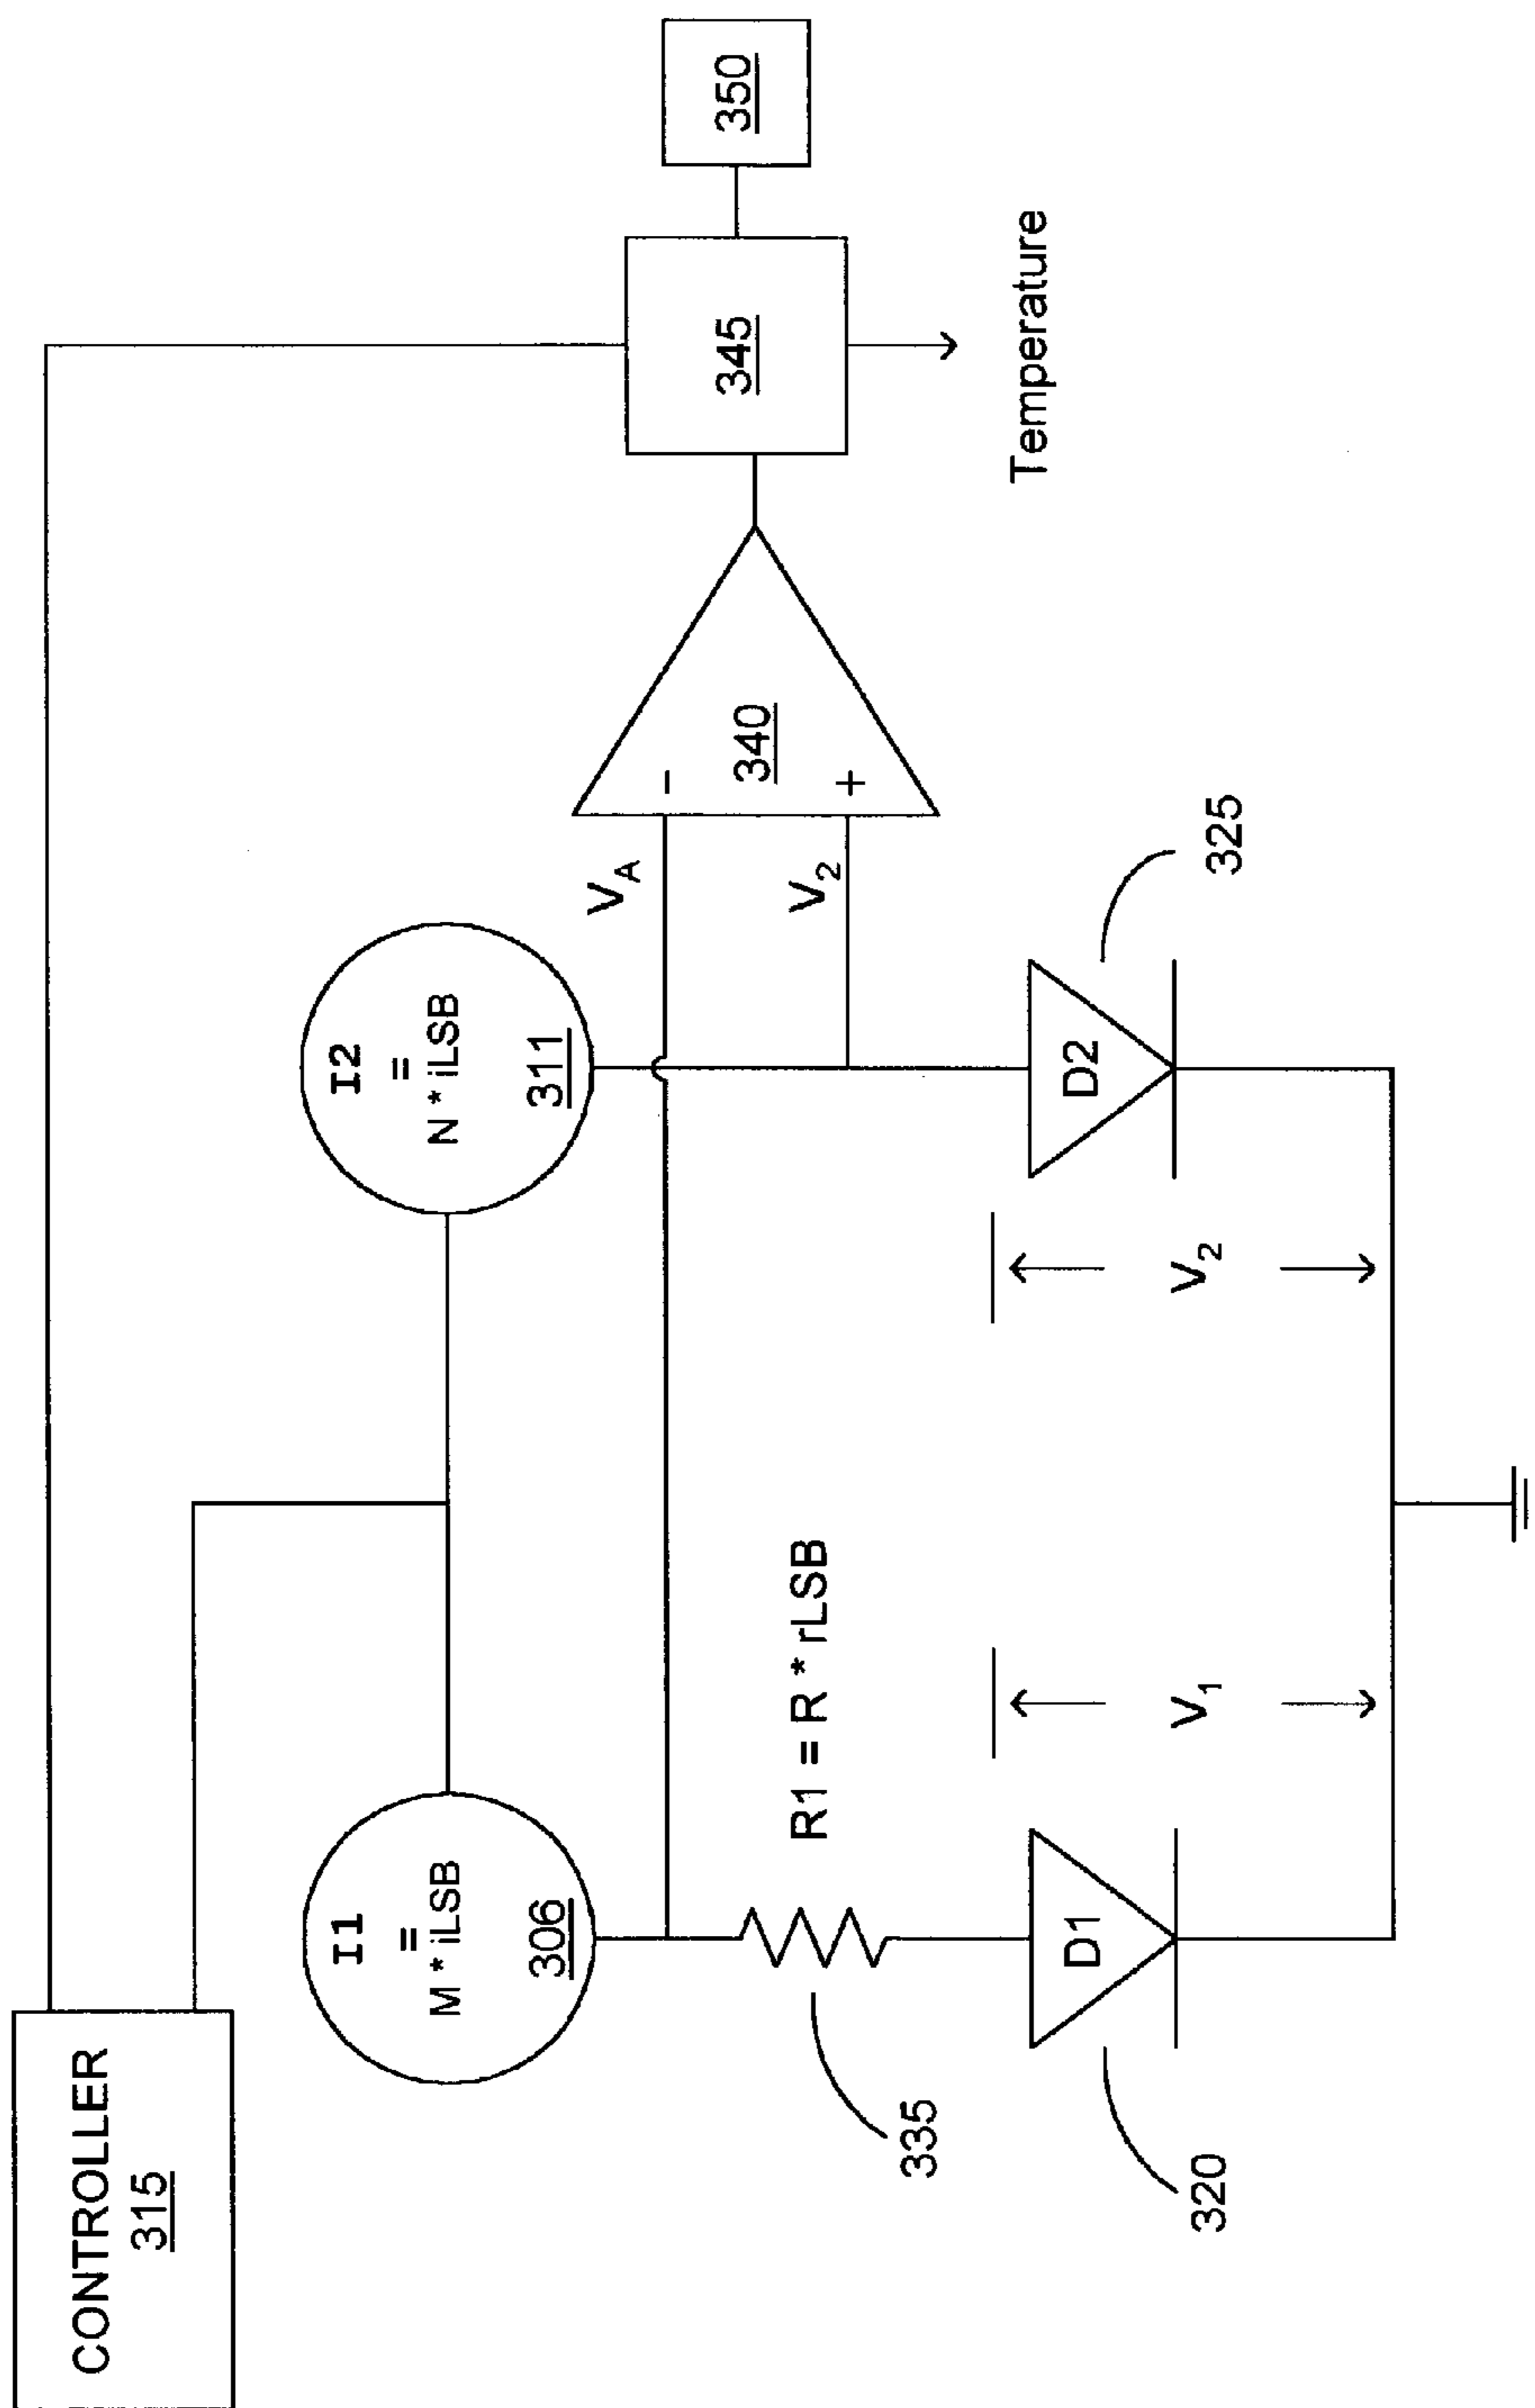 CONTROLLER
315
I1
=
M * iLSB
306
I2
=
N * iLSB
311
VA
V2
340
-
+
345
350
Temperature
R1 = R * rLSB
335
D1
320
V1
V2
D2
325